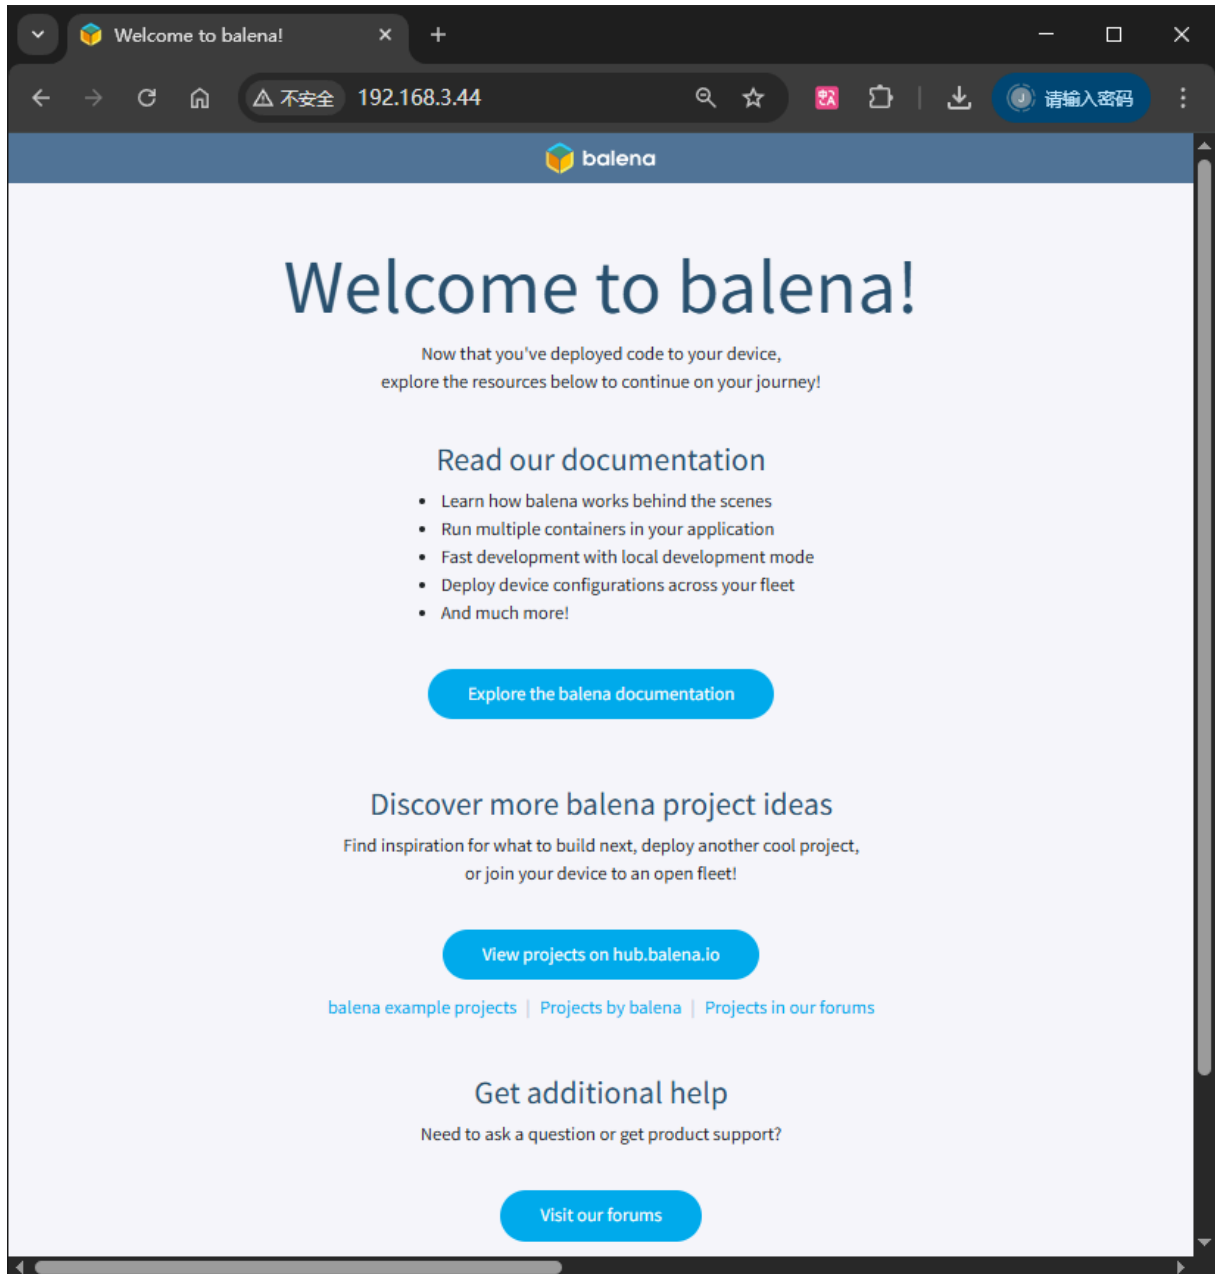 Welcome to balena!
不安全 192.168.3.44 请输入密码
balena
Welcome to balena!
Now that you've deployed code to your device,
explore the resources below to continue on your journey!
Read our documentation
Learn how balena works behind the scenes
Run multiple containers in your application
Fast development with local development mode
Deploy device configurations across your fleet
And much more!
Explore the balena documentation
Discover more balena project ideas
Find inspiration for what to build next, deploy another cool project,
or join your device to an open fleet!
View projects on hub.balena.io
balena example projects | Projects by balena | Projects in our forums
Get additional help
Need to ask a question or get product support?
Visit our forums